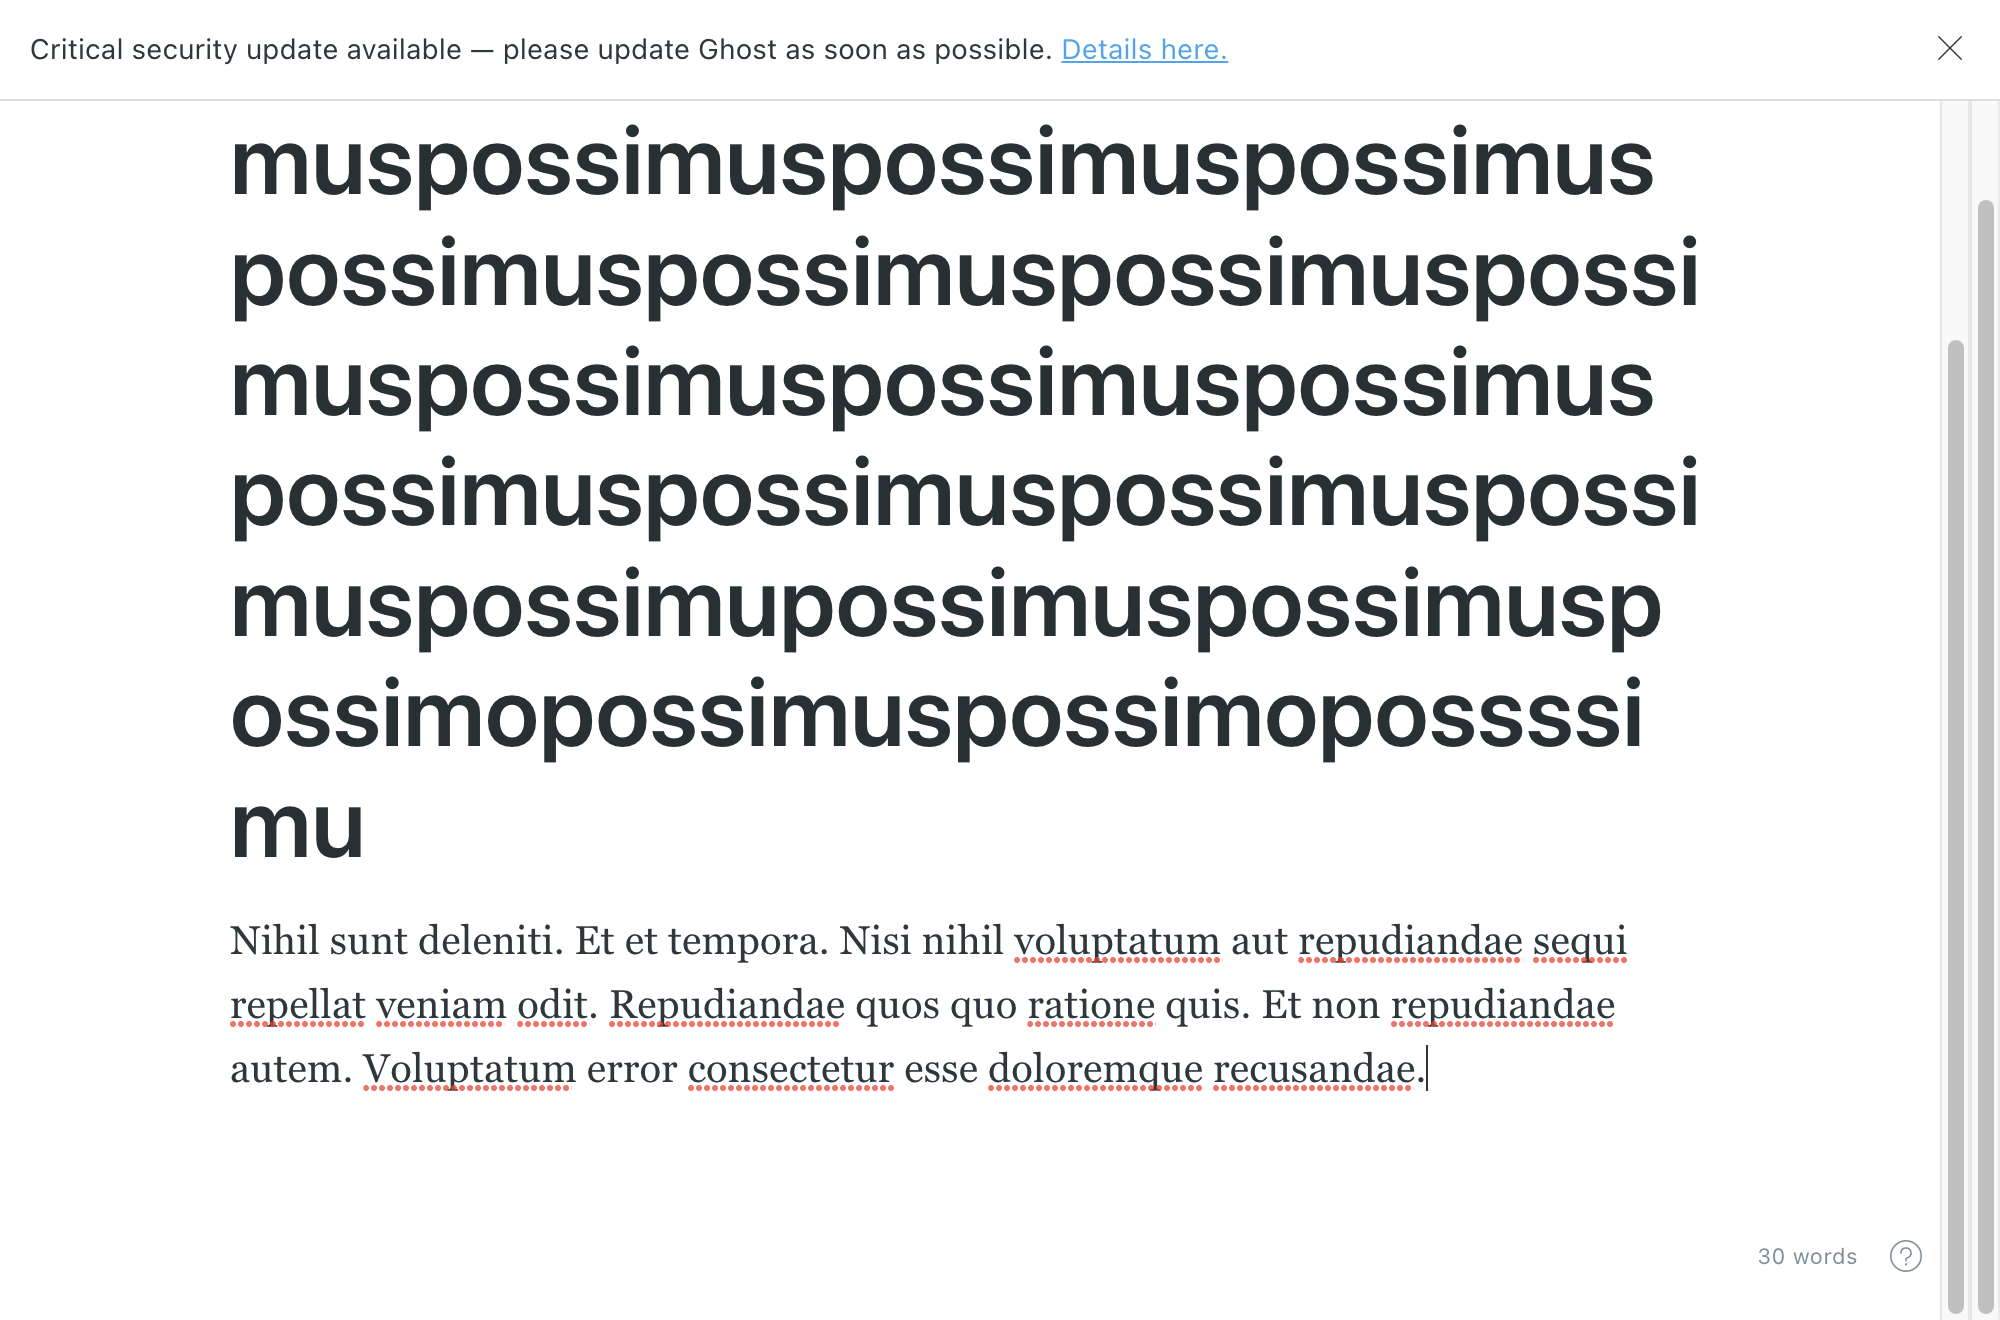 Critical security update available — please update Ghost as soon as possible. Details here.
muspossimuspossimuspossimus
possimuspossimuspossimuspossi
muspossimuspossimuspossimus
possimuspossimuspossimuspossi
muspossimupossimuspossimusp
ossimopossimuspossimopossssi
mu
Nihil sunt deleniti. Et et tempora. Nisi nihil voluptatum aut repudiandae sequi
repellat veniam odit. Repudiandae quos quo ratione quis. Et non repudiandae
autem. Voluptatum error consectetur esse doloremque recusandae.
30 words
?